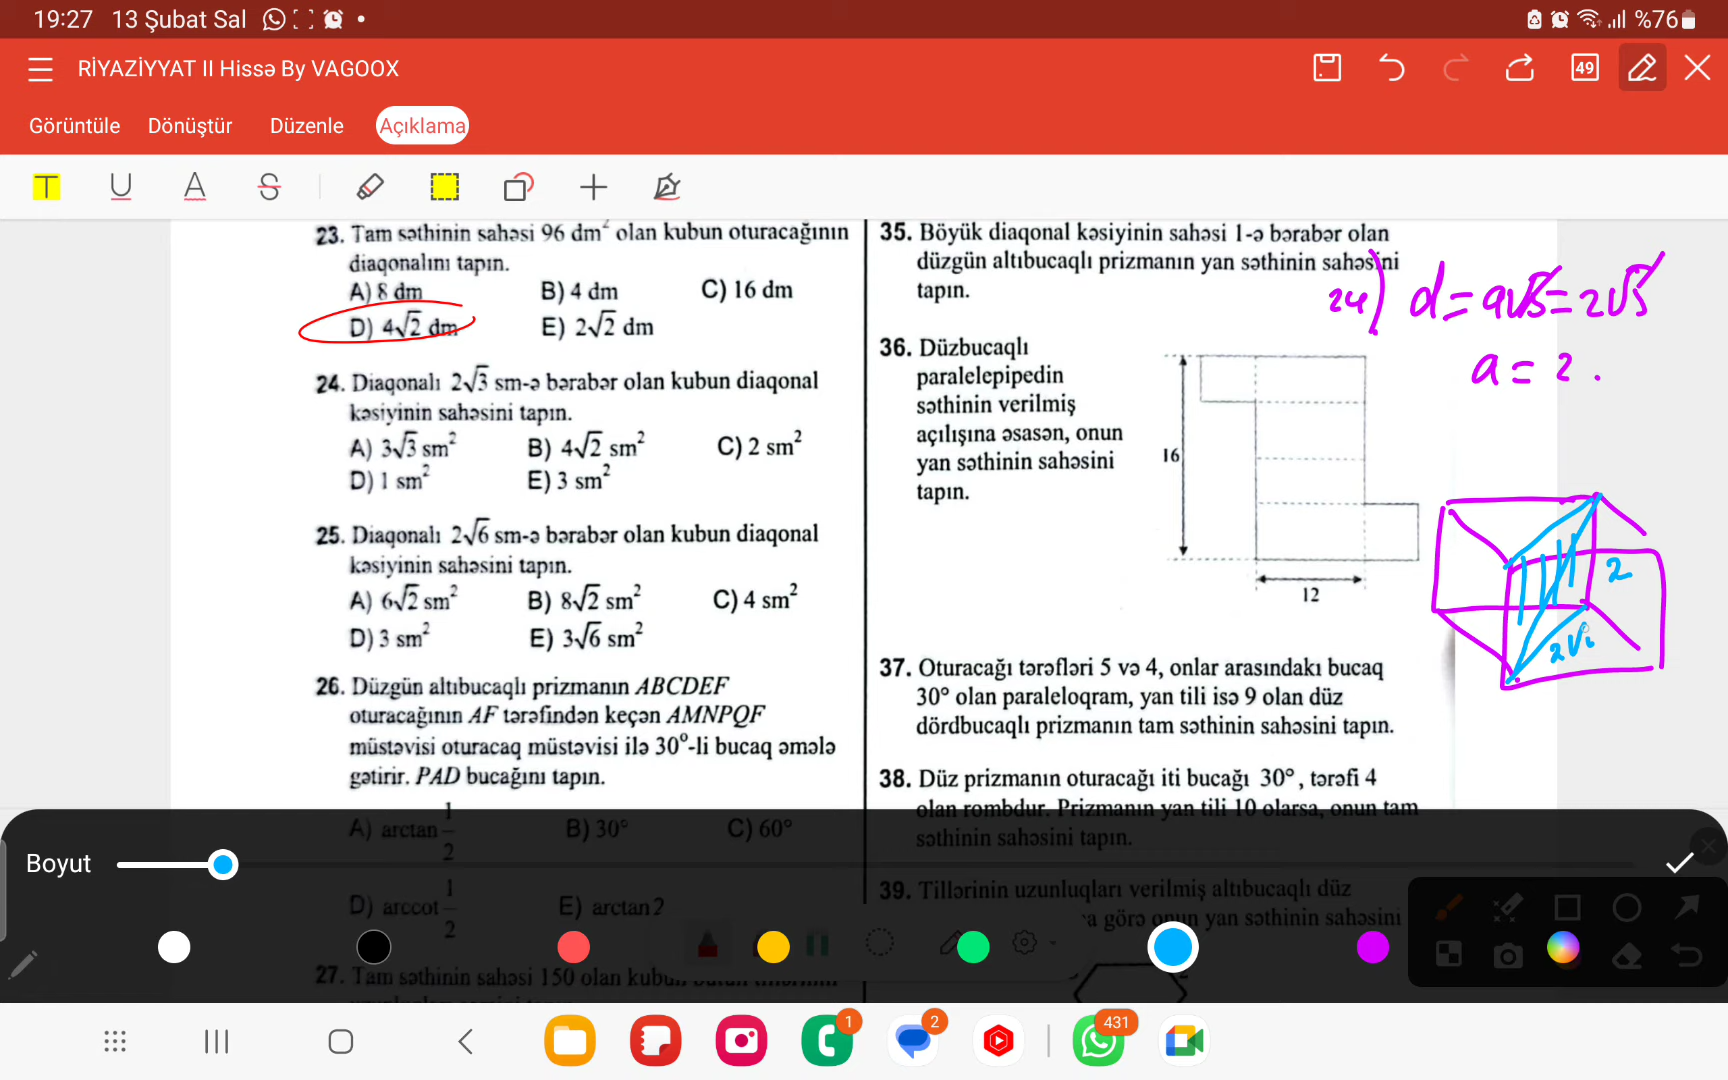 19:27 13 Şubat Sal %76
RİYAZİYYAT II Hissə By VAGOOX
49
Görüntüle Dönüştür Düzenle Açıklama
T U A S
23. Tam səthinin sahəsi 96 dm² olan kubun oturacağının
diaqonalını tapın.
A) 8 dm B) 4 dm C) 16 dm
D) 4√2 dm E) 2√2 dm
24. Diaqonalı 2√3 sm-ə bərabər olan kubun diaqonal
kəsiyinin sahəsini tapın.
A) 3√3 sm² B) 4√2 sm² C) 2 sm²
D) 1 sm² E) 3 sm²
25. Diaqonalı 2√6 sm-ə bərabər olan kubun diaqonal
kəsiyinin sahəsini tapın.
A) 6√2 sm² B) 8√2 sm² C) 4 sm²
D) 3 sm² E) 3√6 sm²
26. Düzgün altıbucaqlı prizmanın ABCDEF
oturacağının AF tərəfindən keçən AMNPQF
müstəvisi oturacaq müstəvisi ilə 30°-li bucaq əmələ
gətirir. PAD bucağını tapın.
A) arctan 1/2 B) 30° C) 60°
D) arccot 1/2 E) arctan 2
27. Tam səthinin sahəsi 150 olan kubun
35. Böyük diaqonal kəsiyinin sahəsi 1-ə bərabər olan
düzgün altıbucaqlı prizmanın yan səthinin sahəsini
tapın.
24) d=a√3=2√3
a=2.
36. Düzbucaqlı
paralelepipedin
səthinin verilmiş
açılışına əsasən, onun
yan səthinin sahəsini
tapın.
16
12
2
2√2
37. Oturacağı tərəfləri 5 və 4, onlar arasındakı bucaq
30° olan paraleloqram, yan tili isə 9 olan düz
dördbucaqlı prizmanın tam səthinin sahəsini tapın.
38. Düz prizmanın oturacağı iti bucağı 30°, tərəfi 4
olan rombdur. Prizmanın yan tili 10 olarsa, onun tam
səthinin sahəsini tapın.
39. Tillərinin uzunluqları verilmiş altıbucaqlı düz
görə onun yan səthinin sahəsini
Boyut
1
2
431